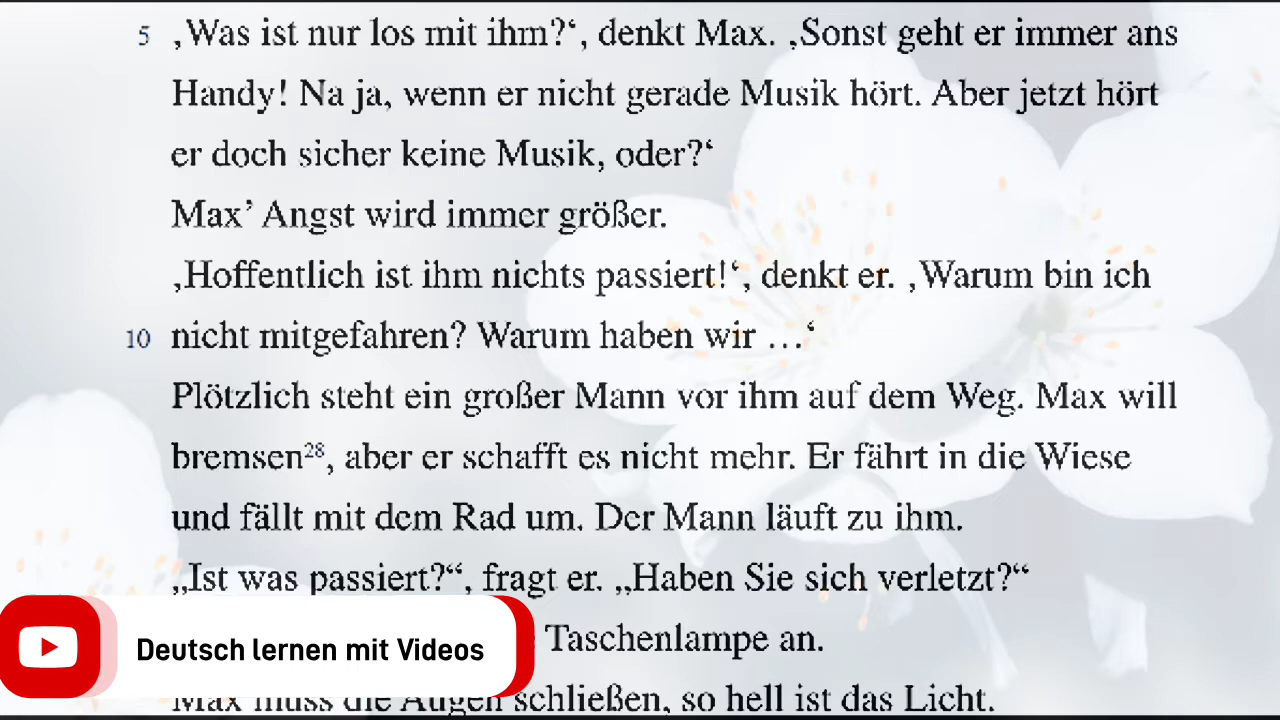 5 ‚Was ist nur los mit ihm?‘, denkt Max. ‚Sonst geht er immer ans
Handy! Na ja, wenn er nicht gerade Musik hört. Aber jetzt hört
er doch sicher keine Musik, oder?‘
Max’ Angst wird immer größer.
‚Hoffentlich ist ihm nichts passiert!‘, denkt er. ‚Warum bin ich
10 nicht mitgefahren? Warum haben wir …‘
Plötzlich steht ein großer Mann vor ihm auf dem Weg. Max will
bremsen28, aber er schafft es nicht mehr. Er fährt in die Wiese
und fällt mit dem Rad um. Der Mann läuft zu ihm.
„Ist was passiert?“, fragt er. „Haben Sie sich verletzt?“
Taschenlampe an.
Deutsch lernen mit Videos
Max muss die Augen schließen, so hell ist das Licht.